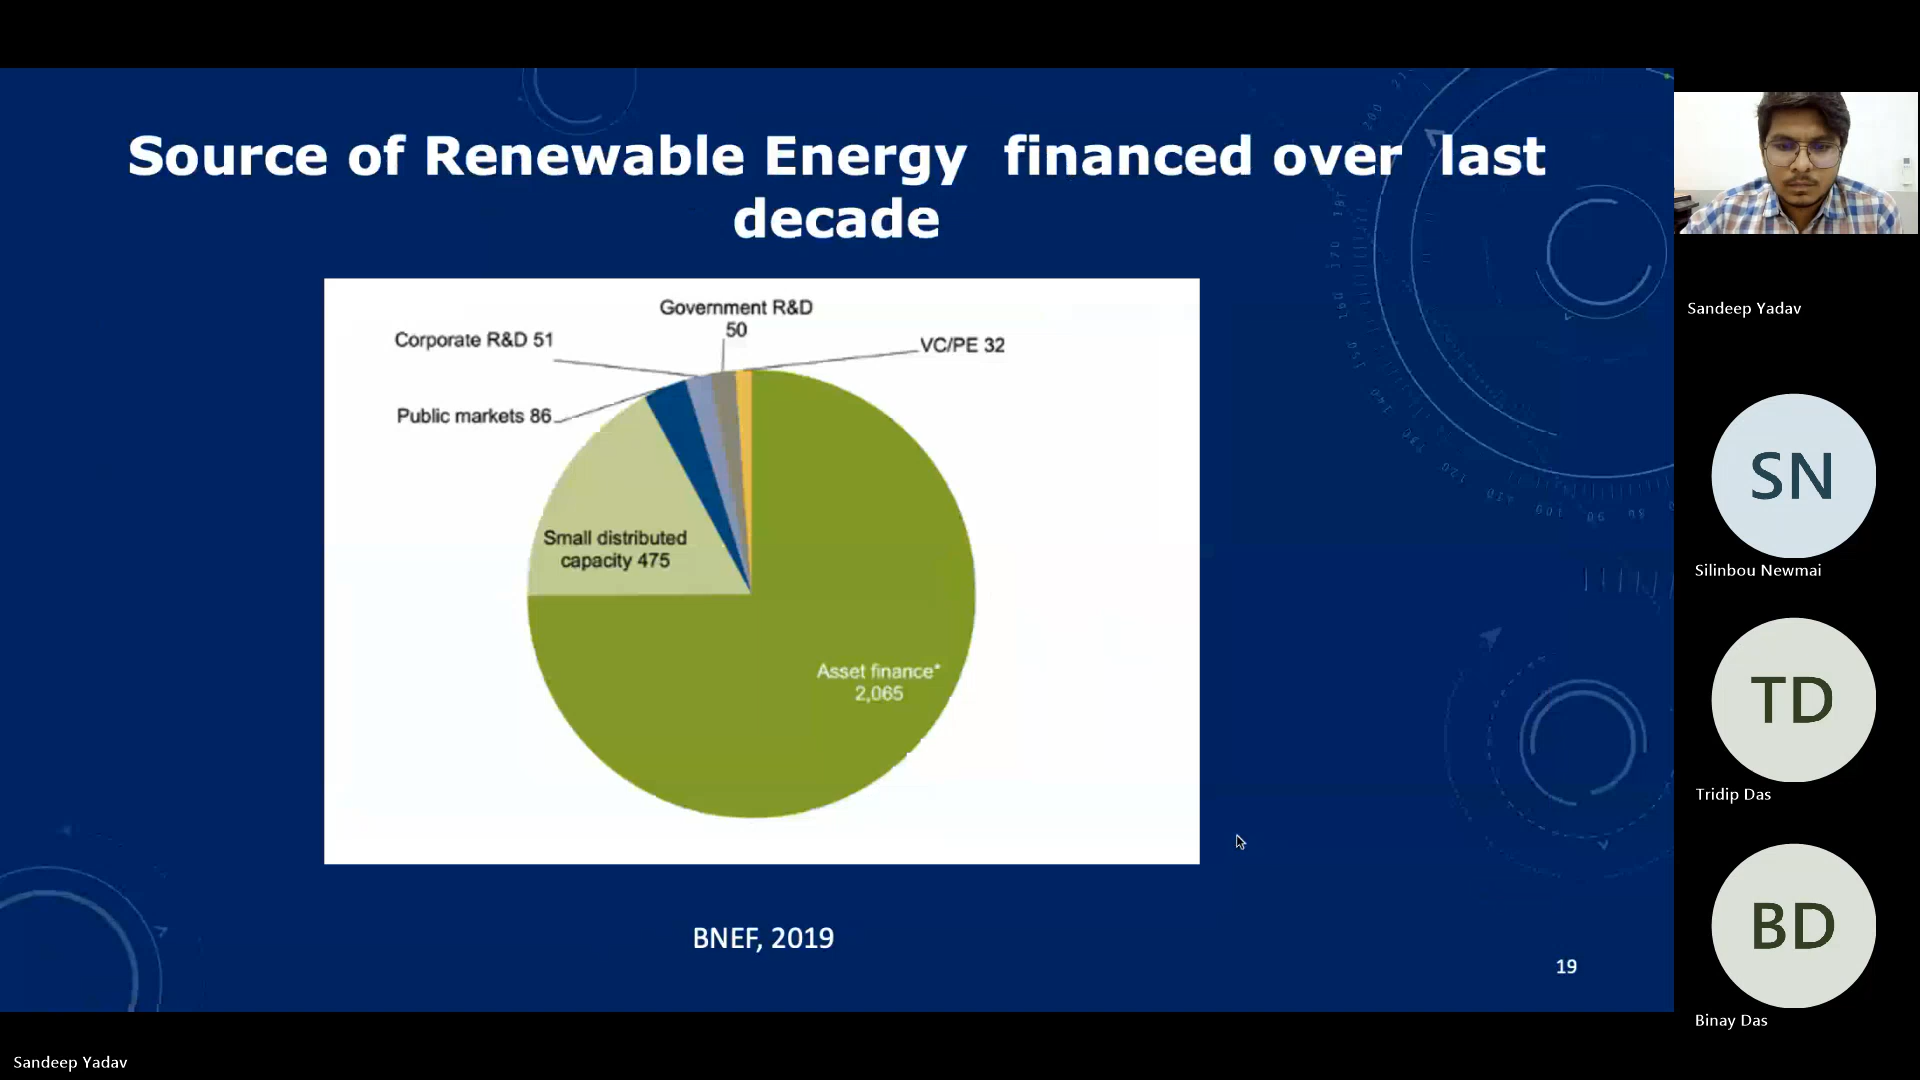 Source of Renewable Energy financed over last
decade
Government R&D
50
Corporate R&D 51
VC/PE 32
Public markets 86
Small distributed
capacity 475
Asset finance*
2,065
BNEF, 2019
19
Sandeep Yadav
SN
Silinbou Newmai
TD
Tridip Das
BD
Binay Das
Sandeep Yadav